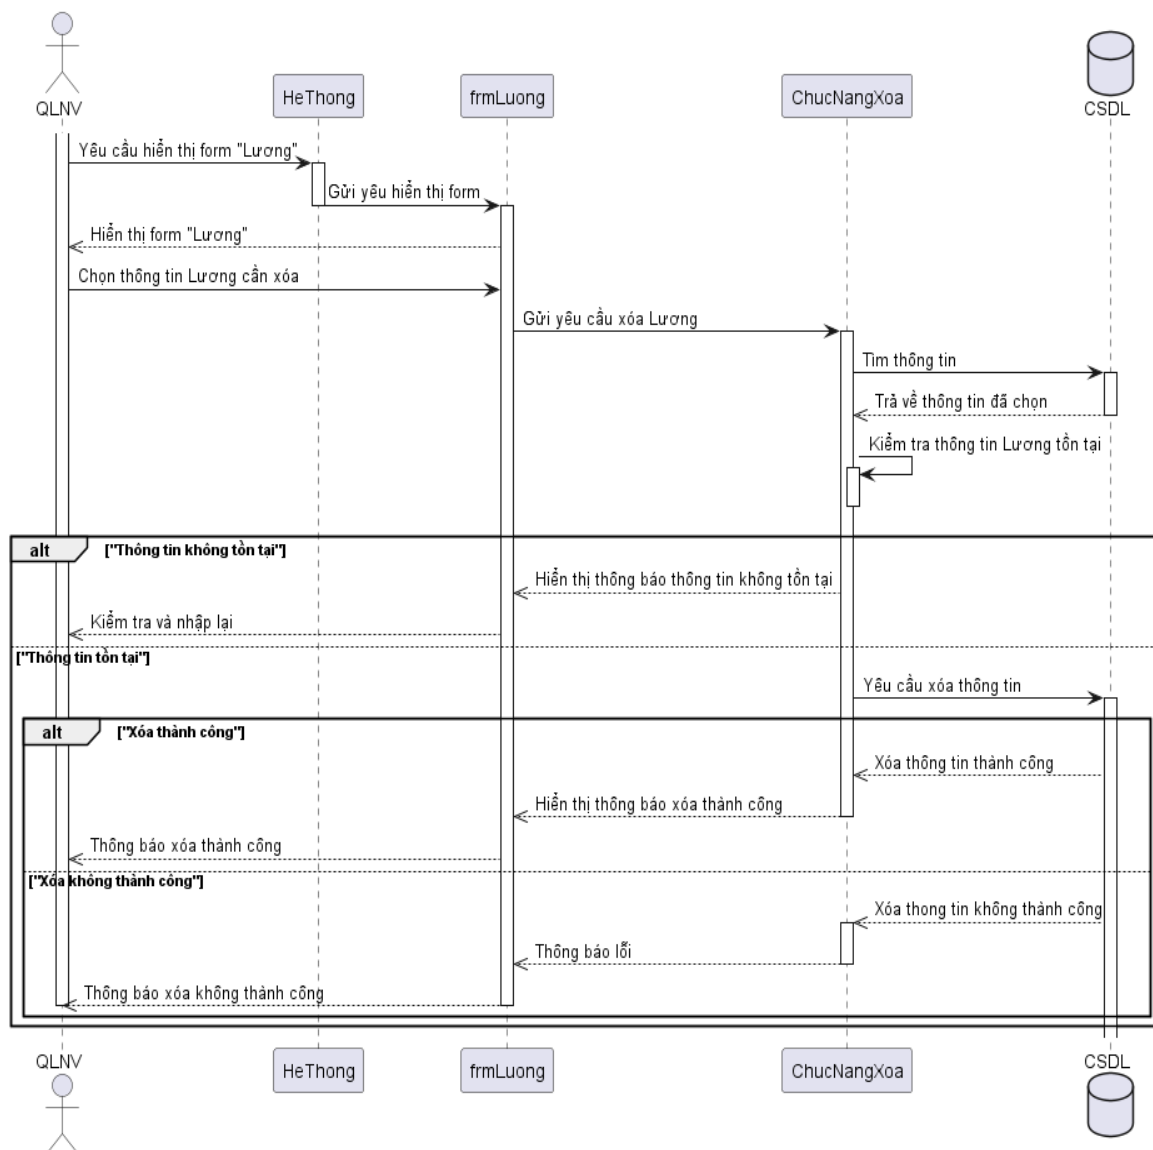 QLNV
HeThong
frmLuong
ChucNangXoa
CSDL
Yêu cầu hiển thị form "Lương"
Gửi yêu hiển thị form
Hiển thị form "Lương"
Chọn thông tin Lương cần xóa
Gửi yêu cầu xóa Lương
Tìm thông tin
Trả về thông tin đã chọn
Kiểm tra thông tin Lương tồn tại
alt ["Thông tin không tồn tại"]
Hiển thị thông báo thông tin không tồn tại
Kiểm tra và nhập lại
["Thông tin tồn tại"]
Yêu cầu xóa thông tin
alt ["Xóa thành công"]
Xóa thông tin thành công
Hiển thị thông báo xóa thành công
Thông báo xóa thành công
["Xóa không thành công"]
Xóa thong tin không thành công
Thông báo lỗi
Thông báo xóa không thành công
QLNV
HeThong
frmLuong
ChucNangXoa
CSDL